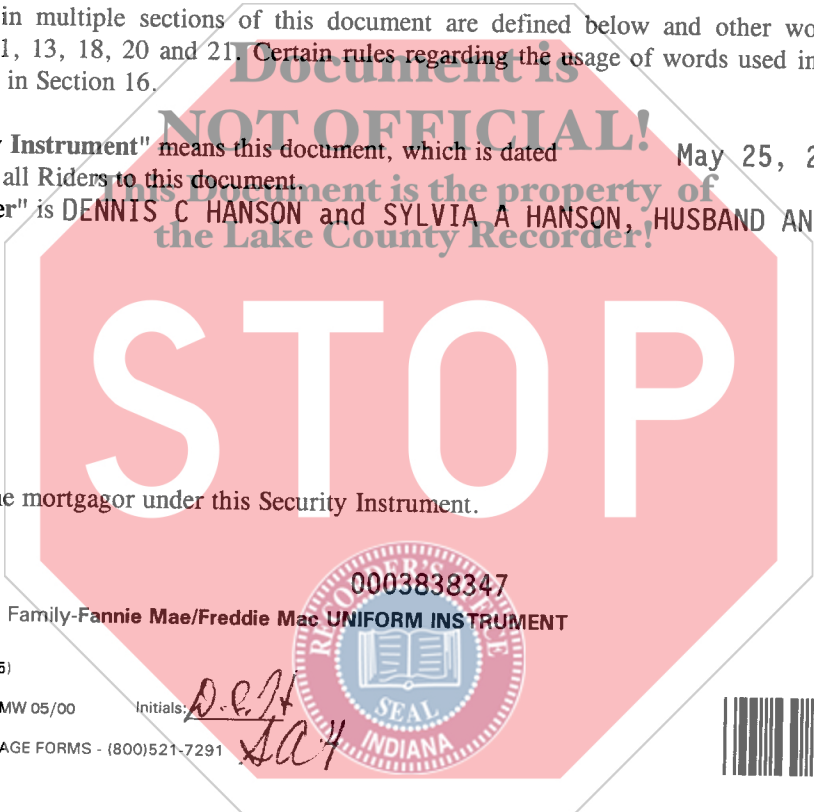 in multiple sections of this document are defined below and other wo
1, 13, 18, 20 and 21. Certain rules regarding the usage of words used in
in Section 16.
Document is
NOT OFFICIAL!
This Document is the property of
the Lake County Recorder!
Instrument" means this document, which is dated May 25, 2
all Riders to this document.
er" is DENNIS C HANSON and SYLVIA A HANSON, HUSBAND AN
STOP
e mortgagor under this Security Instrument.
0003838347
Family-Fannie Mae/Freddie Mac UNIFORM INSTRUMENT
RECORDER'S OFFICE
SEAL
INDIANA
5)
MW 05/00 Initials: D.C.H
AGE FORMS - (800)521-7291 SAH